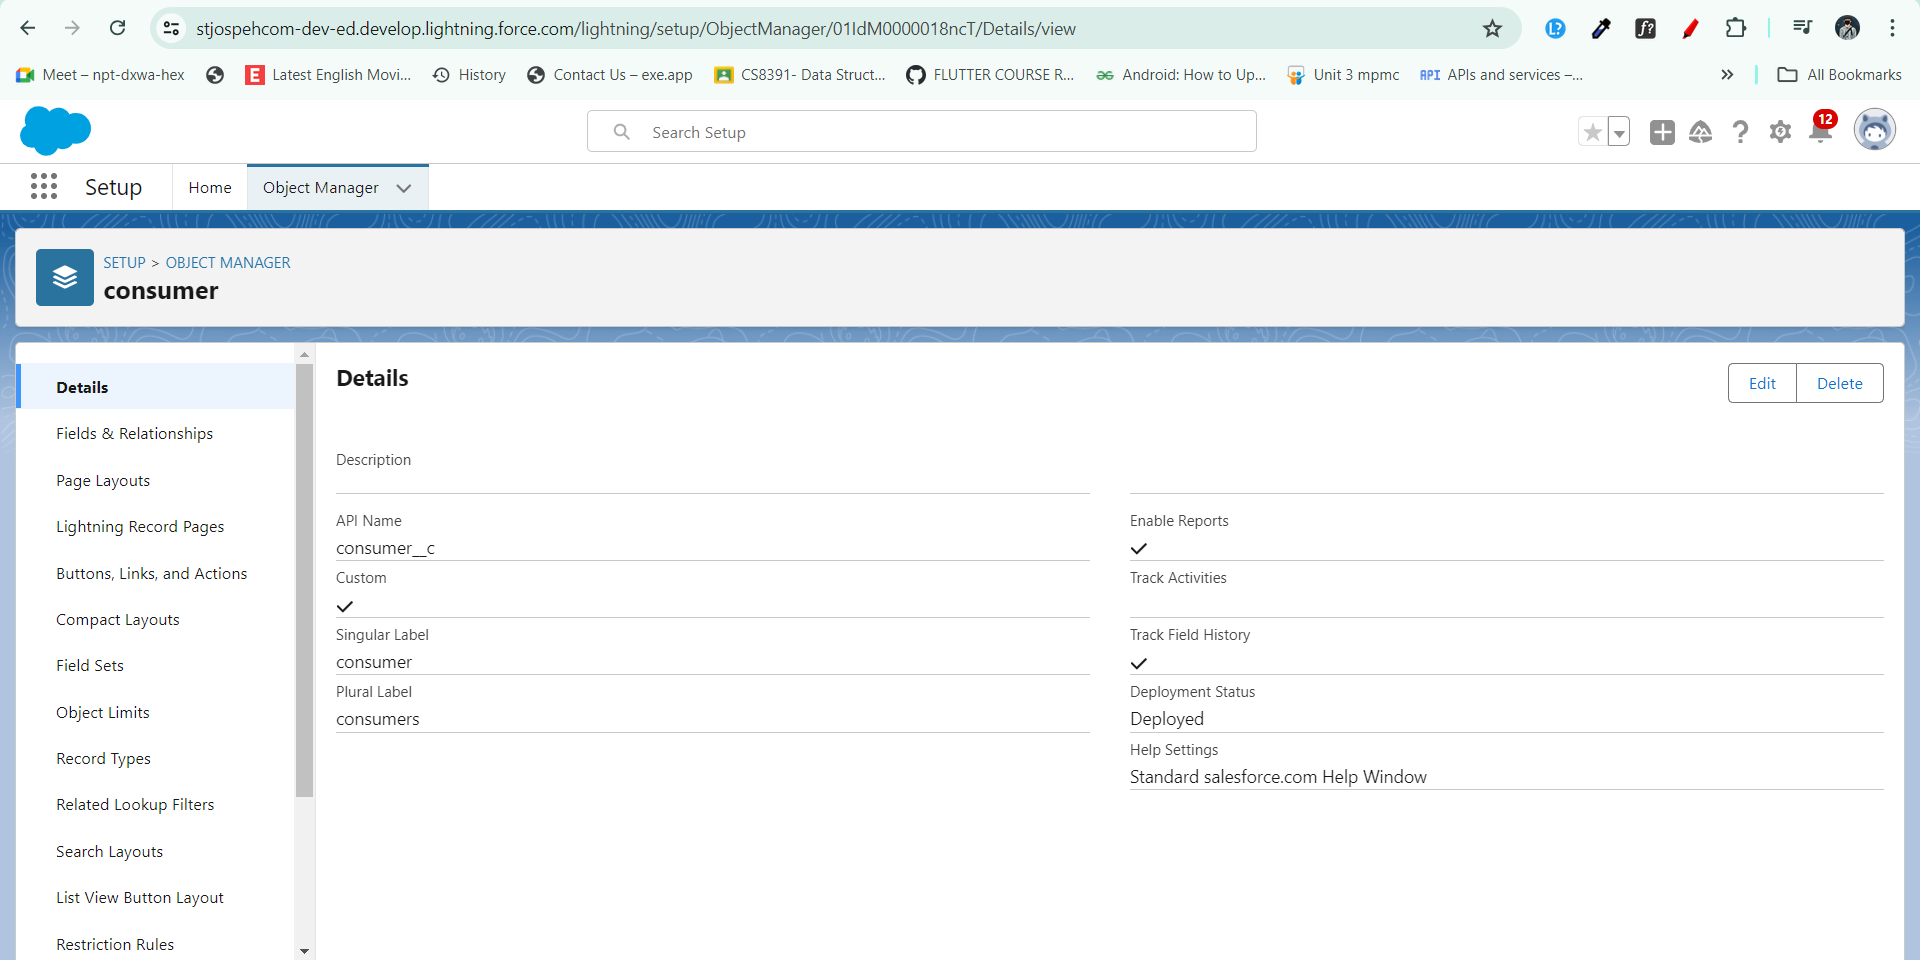 stjospehcom-dev-ed.develop.lightning.force.com/lightning/setup/ObjectManager/01IdM0000018ncT/Details/view
Meet – npt-dxwa-hex
Latest English Movi...
History
Contact Us – exe.app
CS8391- Data Struct...
FLUTTER COURSE R...
Android: How to Up...
Unit 3 mpmc
API APIs and services –...
»
All Bookmarks
Search Setup
12
Setup
Home
Object Manager
SETUP > OBJECT MANAGER
consumer
Details
Fields & Relationships
Page Layouts
Lightning Record Pages
Buttons, Links, and Actions
Compact Layouts
Field Sets
Object Limits
Record Types
Related Lookup Filters
Search Layouts
List View Button Layout
Restriction Rules
Details
Edit
Delete
Description
API Name
consumer__c
Custom
Singular Label
consumer
Plural Label
consumers
Enable Reports
Track Activities
Track Field History
Deployment Status
Deployed
Help Settings
Standard salesforce.com Help Window